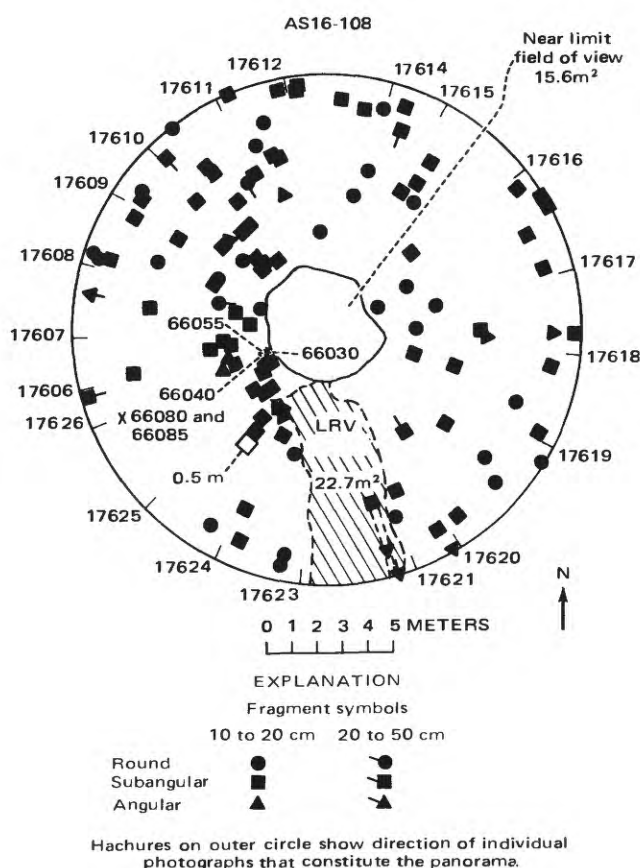 AS16-108
Near limit
field of view
15.6m²
17612
17614
17611
17615
17610
17616
17609
17608
17617
66055
66030
17607
17618
66040
17606
X 66080 and
66085
17626
LRV
17619
0.5 m
22.7m²
17625
17620
17624
17621
17623
N
0 1 2 3 4 5 METERS
EXPLANATION
Fragment symbols
10 to 20 cm 20 to 50 cm
Round
Subangular
Angular
Hachures on outer circle show direction of individual
photographs that constitute the panorama.